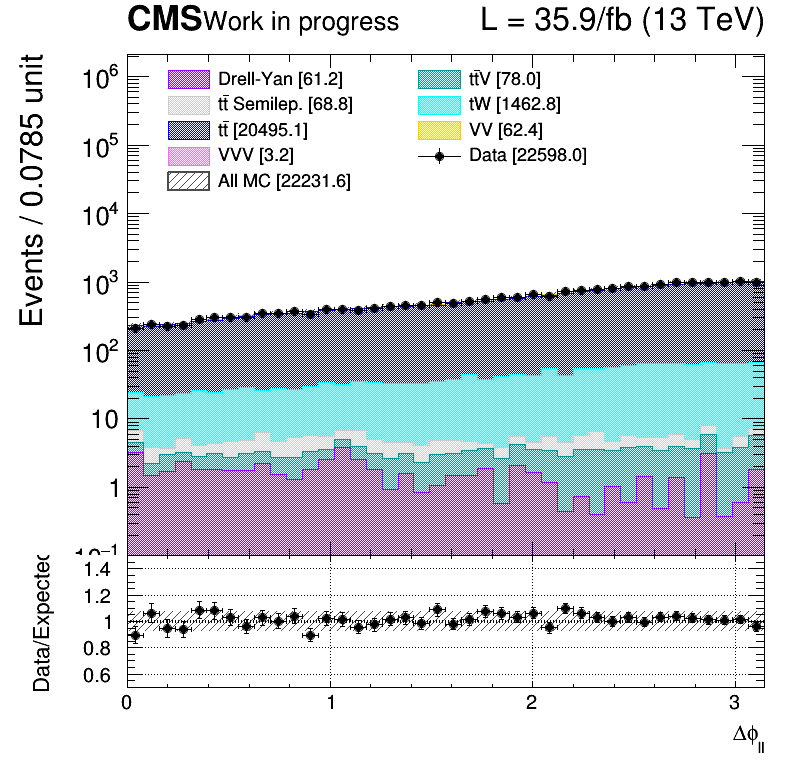 CMS Work in progress L = 35.9/fb (13 TeV)
Events / 0.0785 unit
10⁶
10⁵
10⁴
10³
10²
10
1
10⁻¹
Drell-Yan [61.2]
tt̄ Semilep. [68.8]
tt̄ [20495.1]
VVV [3.2]
All MC [22231.6]
tt̄V [78.0]
tW [1462.8]
VV [62.4]
Data [22598.0]
Data/Expected
1.4
1.2
1
0.8
0.6
0 1 2 3
Δϕ_ll